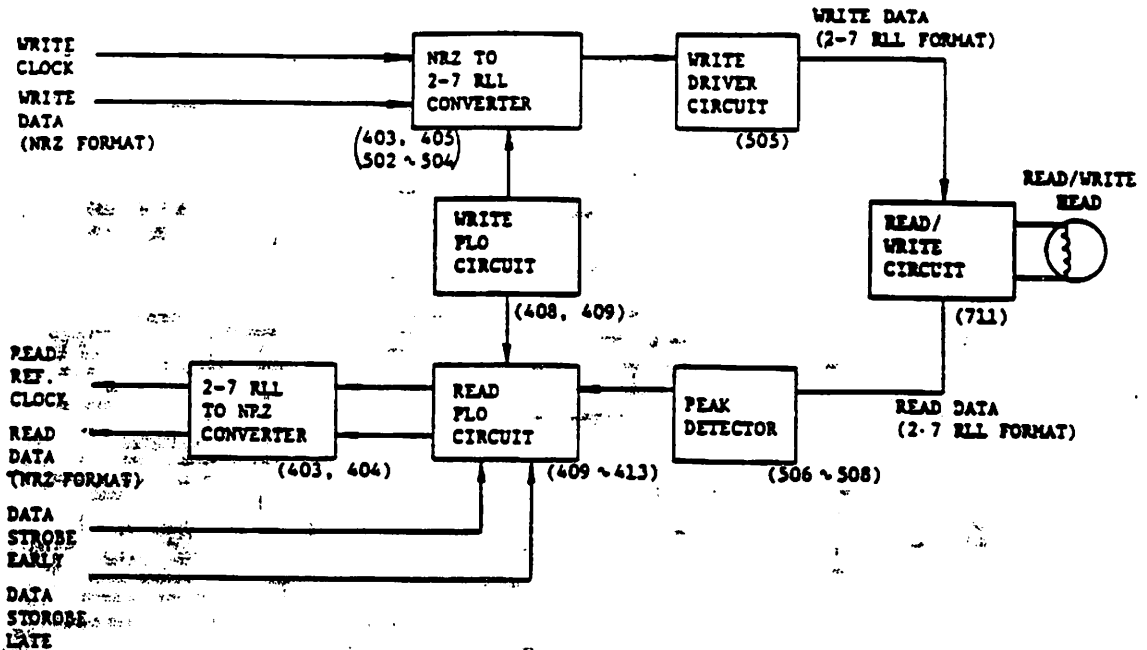 WRITE
CLOCK
WRITE
DATA
(NRZ FORMAT)
NRZ TO
2-7 RLL
CONVERTER
(403, 405
502 ~ 504)
WRITE
DRIVER
CIRCUIT
(505)
WRITE DATA
(2-7 RLL FORMAT)
READ/WRITE
HEAD
READ/
WRITE
CIRCUIT
(711)
WRITE
PLO
CIRCUIT
(408, 409)
READ
REF.
CLOCK
READ
DATA
(NRZ FORMAT)
2-7 RLL
TO NRZ
CONVERTER
(403, 404)
READ
PLO
CIRCUIT
(409 ~ 413)
PEAK
DETECTOR
(506 ~ 508)
READ DATA
(2-7 RLL FORMAT)
DATA
STROBE
EARLY
DATA
STOROBE
LATE